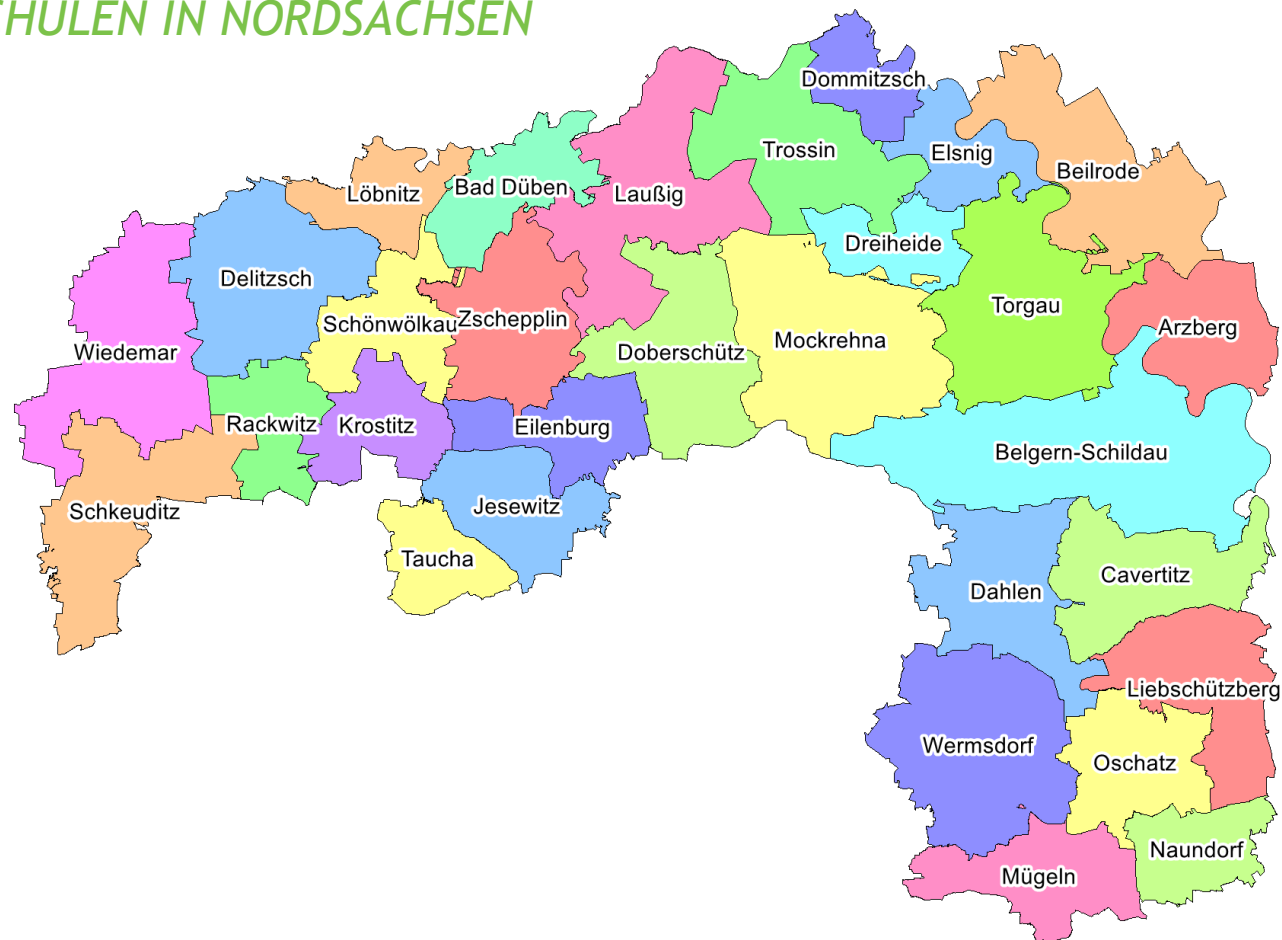 CHULEN IN NORDSACHSEN
Dommitzsch
Trossin
Elsnig
Beilrode
Löbnitz
Bad Düben
Laußig
Dreiheide
Delitzsch
Torgau
Schönwölkau
Zschepplin
Arzberg
Mockrehna
Wiedemar
Doberschütz
Rackwitz
Krostitz
Eilenburg
Belgern-Schildau
Schkeuditz
Jesewitz
Taucha
Cavertitz
Dahlen
Liebschützberg
Wermsdorf
Oschatz
Naundorf
Mügeln